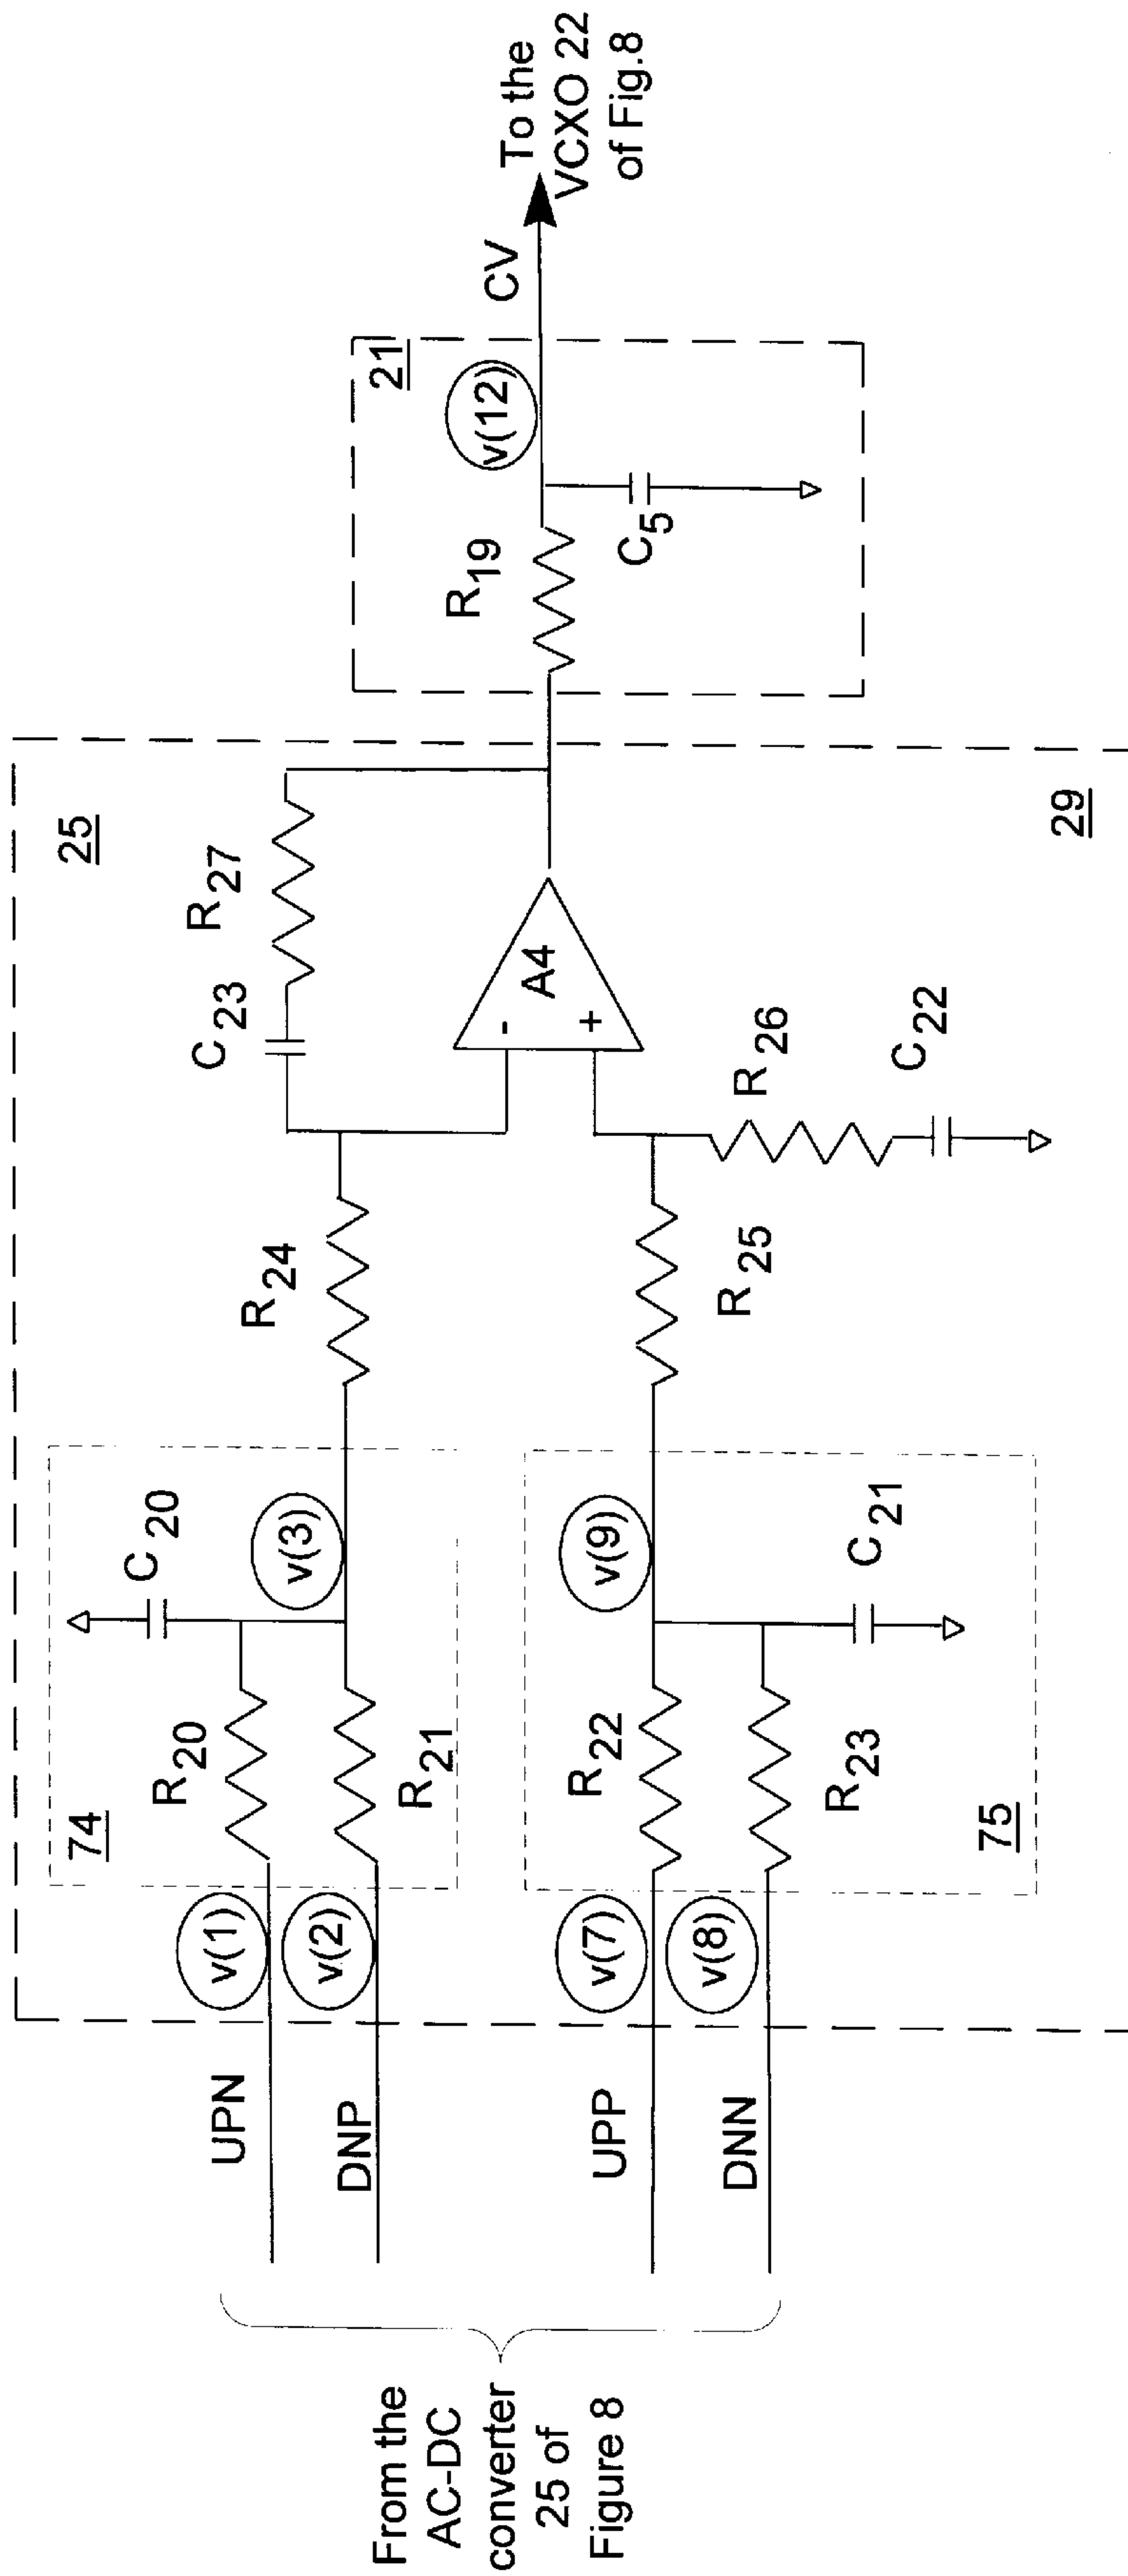 From the
AC-DC
converter
25 of
Figure 8
UPN
DNP
UPP
DNN
v(1)
v(2)
v(7)
v(8)
74
R20
R21
C20
v(3)
R22
R23
75
v(9)
C21
R24
R25
C23
R27
25
A4
-
+
R26
C22
29
21
R19
C5
v(12)
CV
To the
VCXO 22
of Fig.8